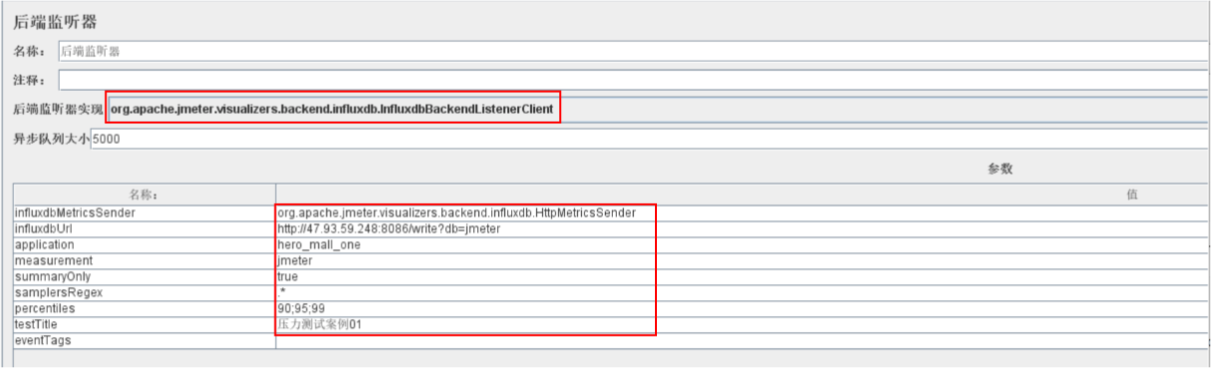 后端监听器
名称： 后端监听器
注释：
后端监听器实现 org.apache.jmeter.visualizers.backend.influxdb.InfluxdbBackendListenerClient
异步队列大小 5000
参数
名称： 值
influxdbMetricsSender org.apache.jmeter.visualizers.backend.influxdb.HttpMetricsSender
influxdbUrl http://47.93.59.248:8086/write?db=jmeter
application hero_mall_one
measurement jmeter
summaryOnly true
samplersRegex .*
percentiles 90;95;99
testTitle 压力测试案例01
eventTags